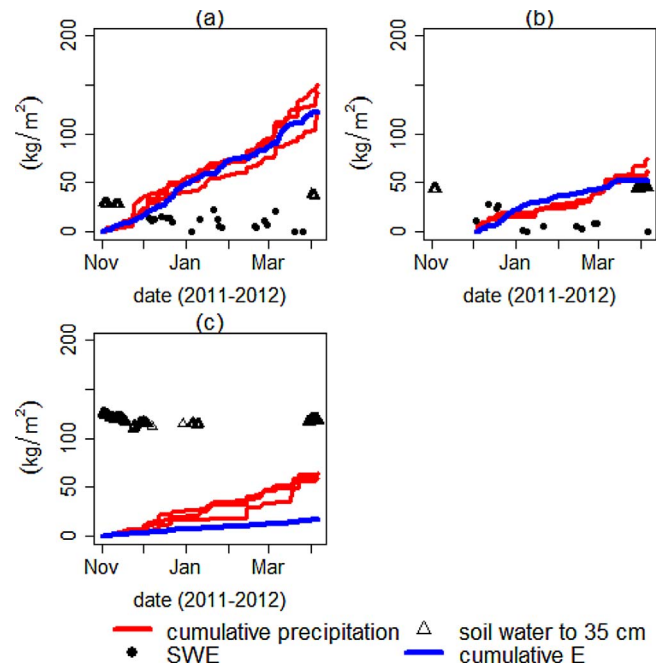 (a) (b)
200 200
100 100
50 50
0 0
(kg/m²) (kg/m²)
Nov Jan Mar Nov Jan Mar
date (2011-2012) date (2011-2012)
(c)
200
100
50
0
(kg/m²)
Nov Jan Mar
date (2011-2012)
cumulative precipitation soil water to 35 cm
SWE cumulative E